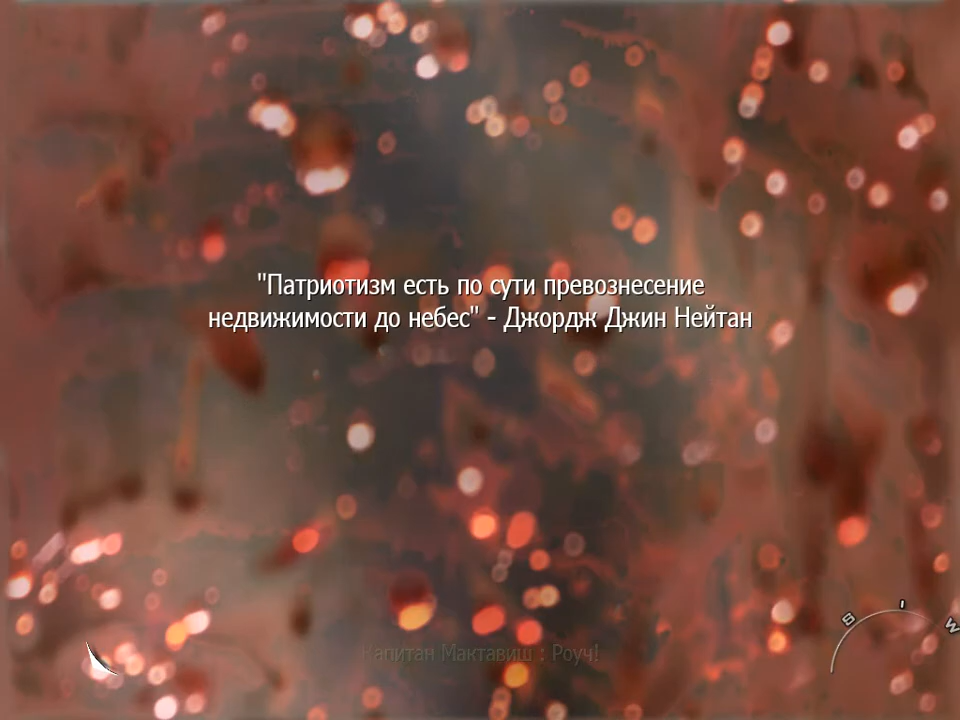 "Патриотизм есть по сути превознесение
недвижимости до небес" - Джордж Джин Нейтан
Капитан Мактавиш : Роуч!
W